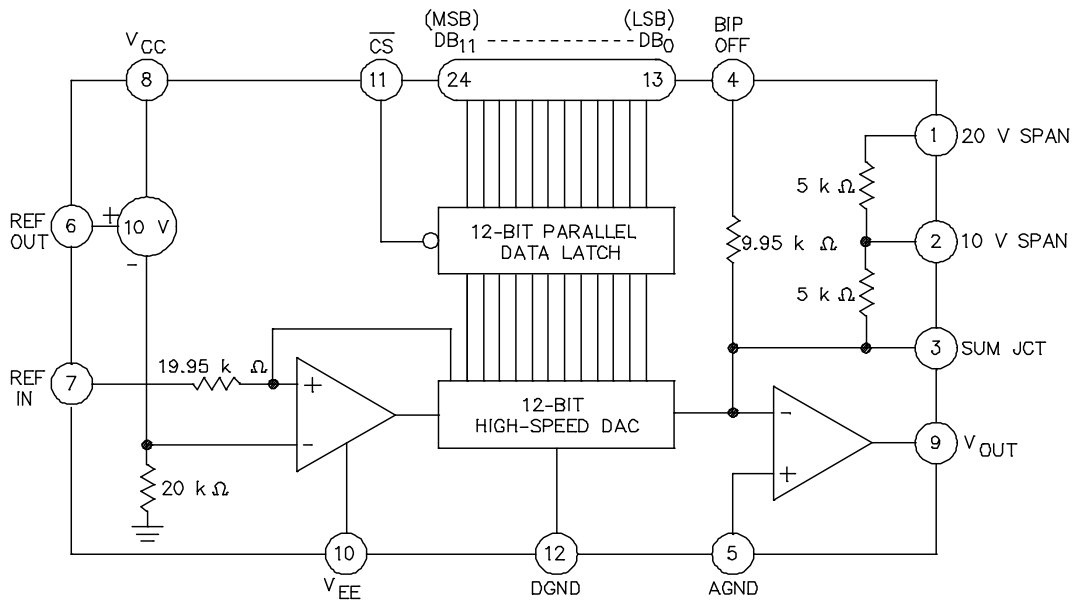 (MSB) (LSB) BIP
V CC CS DB11 - - - - - - - - - - - - - DB0 OFF
8 11 24 13 4
1 20 V SPAN
5 k Ω
REF OUT 6 + 10 V
-
12-BIT PARALLEL
DATA LATCH
9.95 k Ω
2 10 V SPAN
5 k Ω
3 SUM JCT
REF IN 7
19.95 k Ω
+
-
12-BIT
HIGH-SPEED DAC
-
+
9 VOUT
20 k Ω
10 12 5
VEE DGND AGND